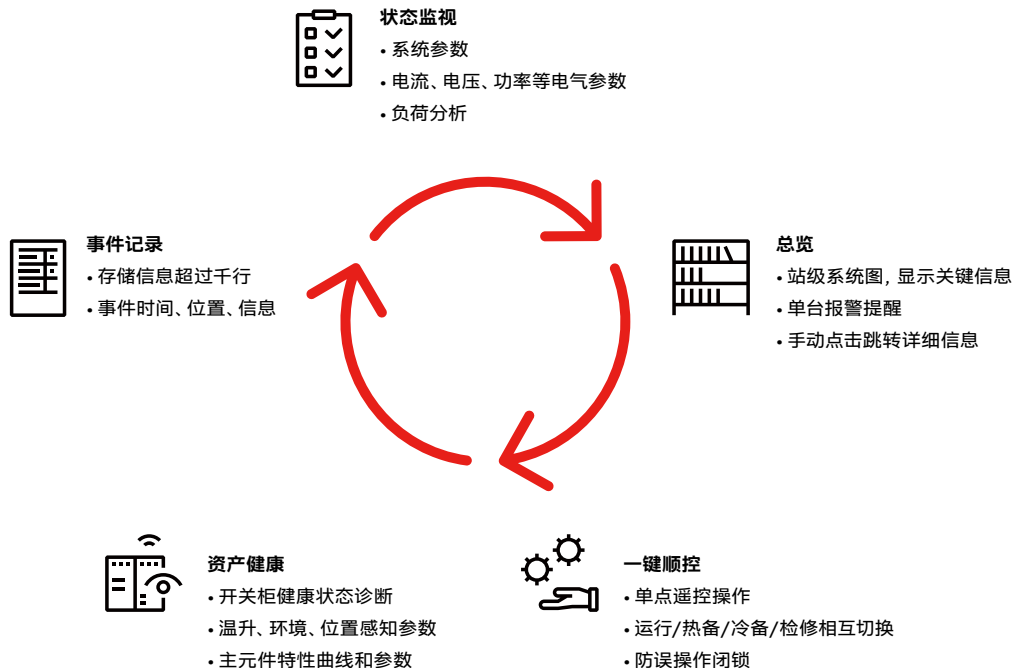 状态监视
• 系统参数
• 电流、电压、功率等电气参数
• 负荷分析
事件记录
• 存储信息超过千行
• 事件时间、位置、信息
总览
• 站级系统图, 显示关键信息
• 单台报警提醒
• 手动点击跳转详细信息
资产健康
• 开关柜健康状态诊断
• 温升、环境、位置感知参数
• 主元件特性曲线和参数
一键顺控
• 单点遥控操作
• 运行/热备/冷备/检修相互切换
• 防误操作闭锁